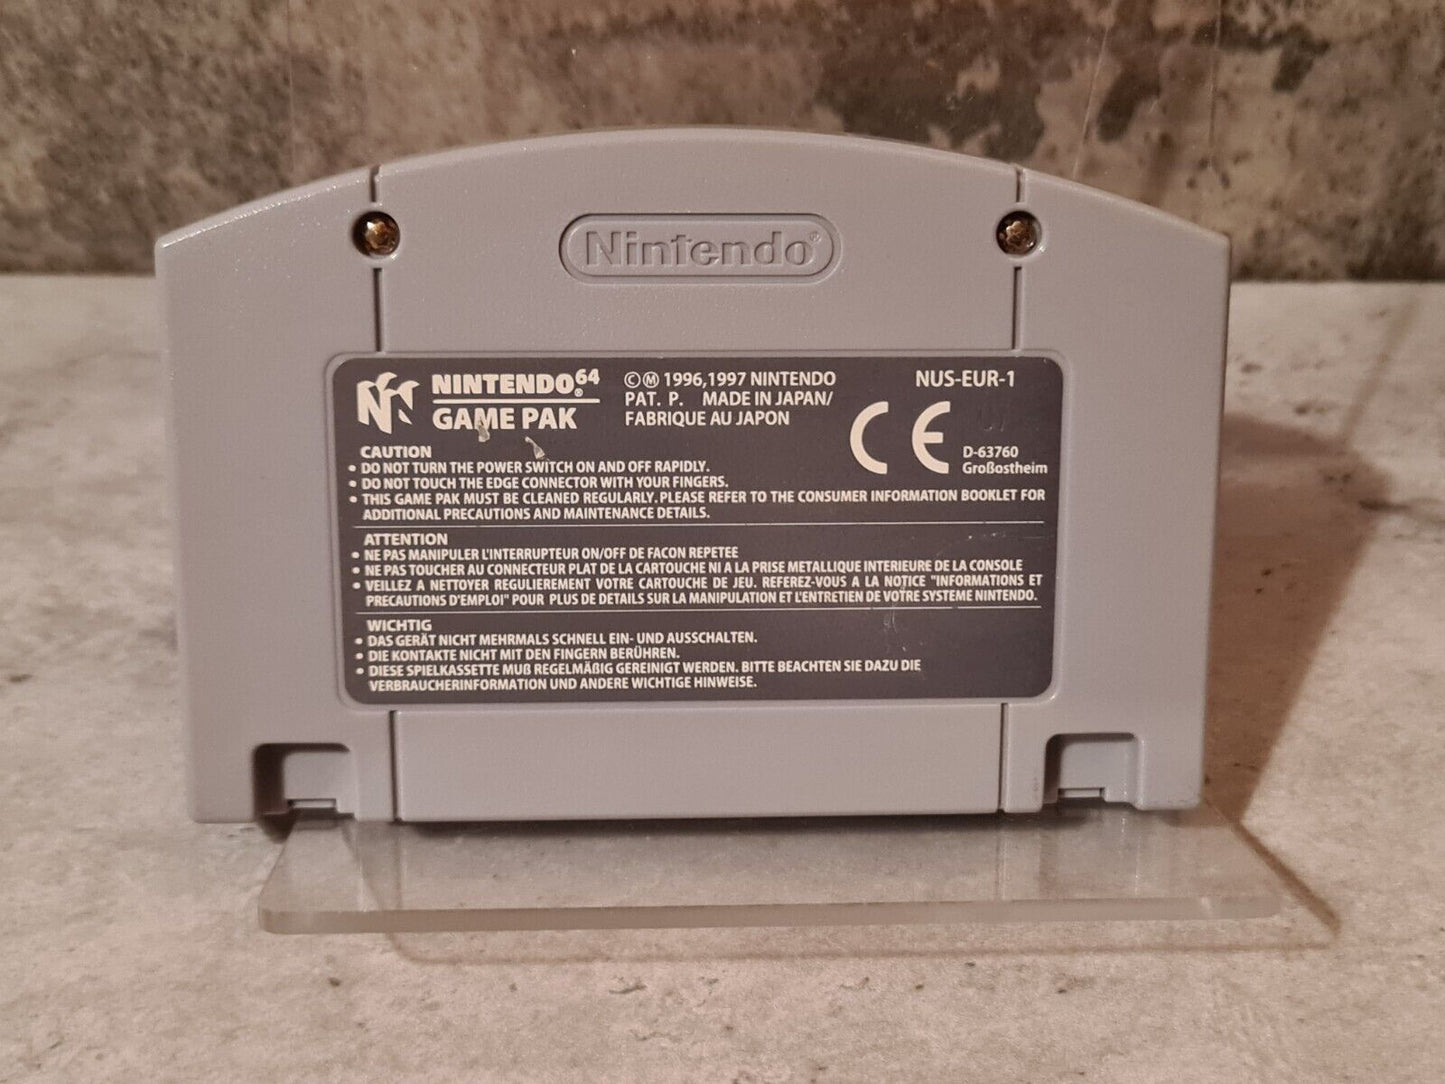 Nintendo®
NINTENDO®64
GAME PAK
©Ⓜ 1996,1997 NINTENDO
PAT. P. MADE IN JAPAN/
FABRIQUE AU JAPON
NUS-EUR-1
CE
D-63760
Großostheim
CAUTION
• DO NOT TURN THE POWER SWITCH ON AND OFF RAPIDLY.
• DO NOT TOUCH THE EDGE CONNECTOR WITH YOUR FINGERS.
• THIS GAME PAK MUST BE CLEANED REGULARLY. PLEASE REFER TO THE CONSUMER INFORMATION BOOKLET FOR
ADDITIONAL PRECAUTIONS AND MAINTENANCE DETAILS.
ATTENTION
• NE PAS MANIPULER L'INTERRUPTEUR ON/OFF DE FACON REPETEE
• NE PAS TOUCHER AU CONNECTEUR PLAT DE LA CARTOUCHE NI A LA PRISE METALLIQUE INTERIEURE DE LA CONSOLE
• VEILLEZ A NETTOYER REGULIEREMENT VOTRE CARTOUCHE DE JEU. REFEREZ-VOUS A LA NOTICE "INFORMATIONS ET
PRECAUTIONS D'EMPLOI" POUR PLUS DE DETAILS SUR LA MANIPULATION ET L'ENTRETIEN DE VOTRE SYSTEME NINTENDO.
WICHTIG
• DAS GERÄT NICHT MEHRMALS SCHNELL EIN- UND AUSSCHALTEN.
• DIE KONTAKTE NICHT MIT DEN FINGERN BERÜHREN.
• DIESE SPIELKASSETTE MUß REGELMÄßIG GEREINIGT WERDEN. BITTE BEACHTEN SIE DAZU DIE
VERBRAUCHERINFORMATION UND ANDERE WICHTIGE HINWEISE.